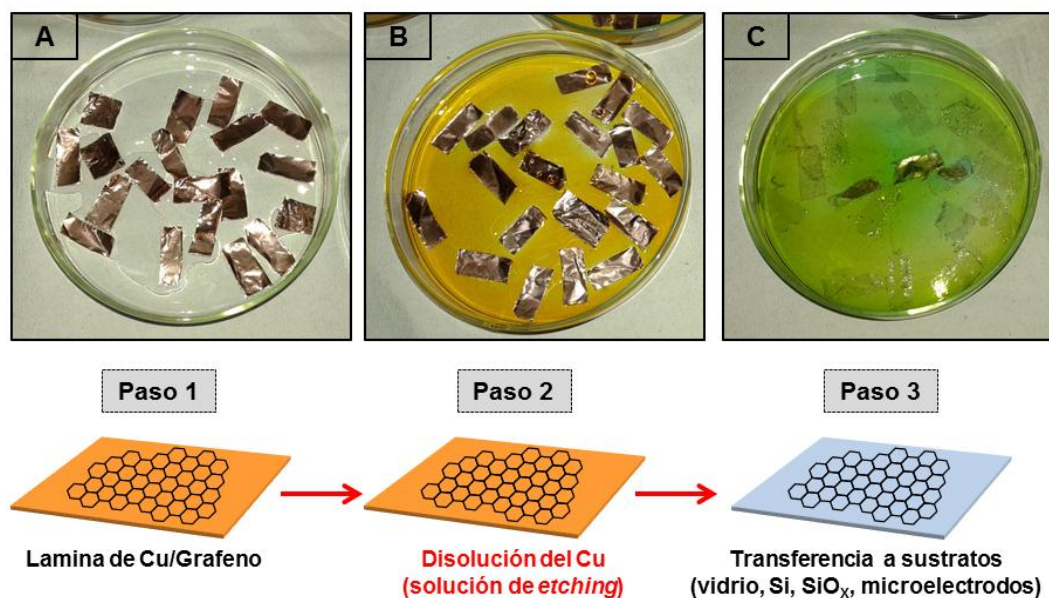 A
B
C
Paso 1
Paso 2
Paso 3
Lamina de Cu/Grafeno
Disolución del Cu
(solución de etching)
Transferencia a sustratos
(vidrio, Si, SiOx, microelectrodos)